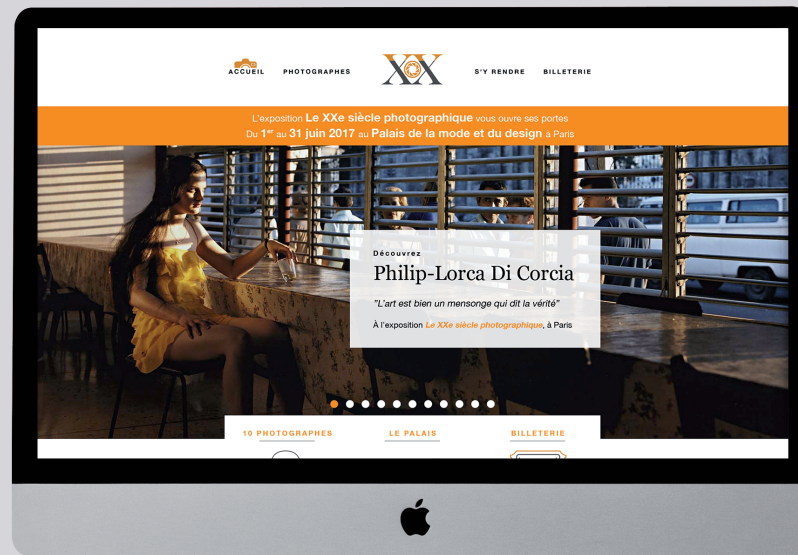 ACCUEIL
PHOTOGRAPHES
XX
S'Y RENDRE
BILLETERIE
L'exposition Le XXe siècle photographique vous ouvre ses portes
Du 1er au 31 juin 2017 au Palais de la mode et du design à Paris
Découvrez
Philip-Lorca Di Corcia
"L'art est bien un mensonge qui dit la vérité"
À l'exposition Le XXe siècle photographique, à Paris
10 PHOTOGRAPHES
LE PALAIS
BILLETERIE